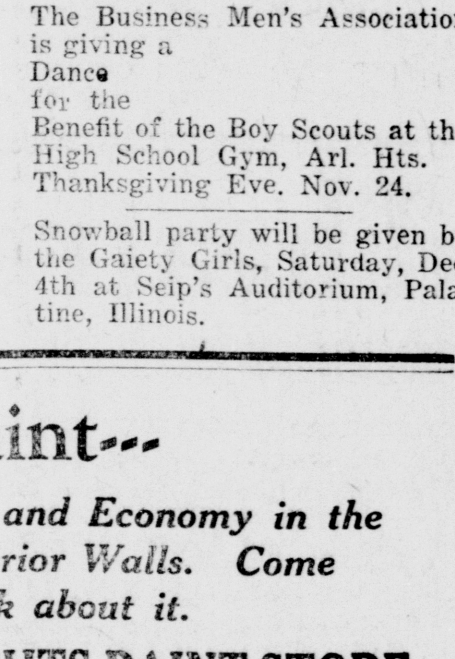 The Business Men's Associatio
is giving a
Dance
for the
Benefit of the Boy Scouts at th
High School Gym, Arl. Hts.
Thanksgiving Eve. Nov. 24.
Snowball party will be given b
the Gaiety Girls, Saturday, De
4th at Seip's Auditorium, Pala
tine, Illinois.
int---
and Economy in the
rior Walls. Come
k about it.